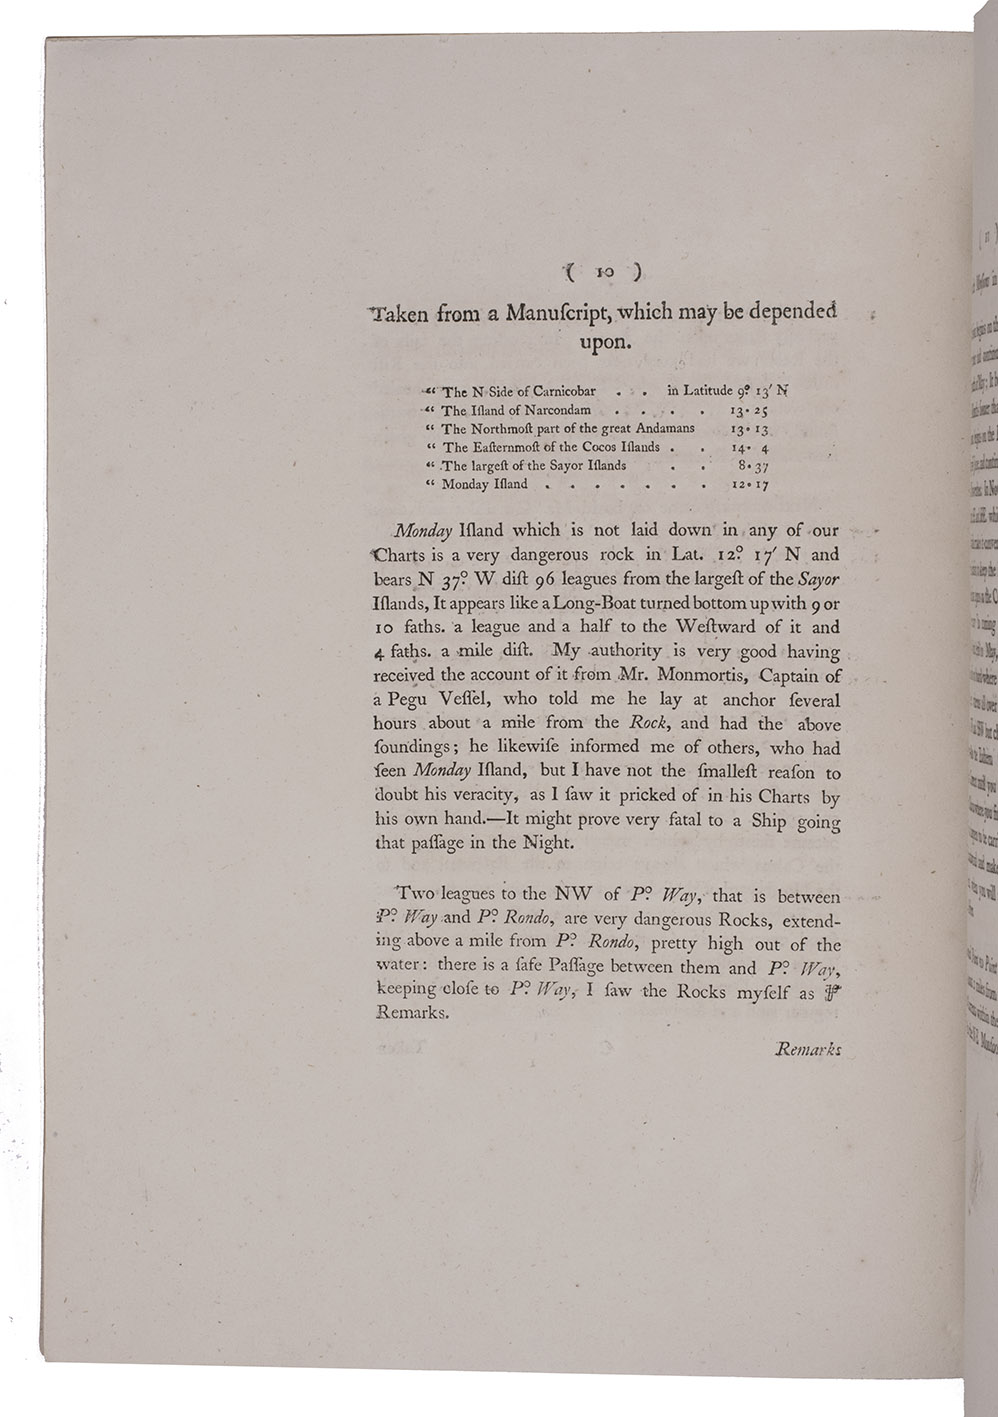 ( 10 )
Taken from a Manuſcript, which may be depended
upon.
“ The N Side of Carnicobar . . in Latitude 9° 13′ N
“ The Iſland of Narcondam . . . . 13 • 25
“ The Northmoſt part of the great Andamans 13 • 13
“ The Eaſternmoſt of the Cocos Iſlands . . 14 • 4
“ The largeſt of the Sayor Iſlands . . 8 • 37
“ Monday Iſland . . . . . . . 12 • 17
Monday Iſland which is not laid down in any of our
Charts is a very dangerous rock in Lat. 12° 17′ N and
bears N 37° W diſt 96 leagues from the largeſt of the Sayor
Iſlands, It appears like a Long-Boat turned bottom up with 9 or
10 faths. a league and a half to the Weſtward of it and
4 faths. a mile diſt. My authority is very good having
received the account of it from Mr. Monmortis, Captain of
a Pegu Veſſel, who told me he lay at anchor ſeveral
hours about a mile from the Rock, and had the above
ſoundings; he likewiſe informed me of others, who had
ſeen Monday Iſland, but I have not the ſmalleſt reaſon to
doubt his veracity, as I ſaw it pricked of in his Charts by
his own hand.—It might prove very fatal to a Ship going
that paſſage in the Night.
Two leagues to the NW of P° Way, that is between
P° Way and P° Rondo, are very dangerous Rocks, extend-
ing above a mile from P° Rondo, pretty high out of the
water: there is a ſafe Paſſage between them and P° Way,
keeping cloſe to P° Way, I ſaw the Rocks myſelf as ℔
Remarks.
Remarks